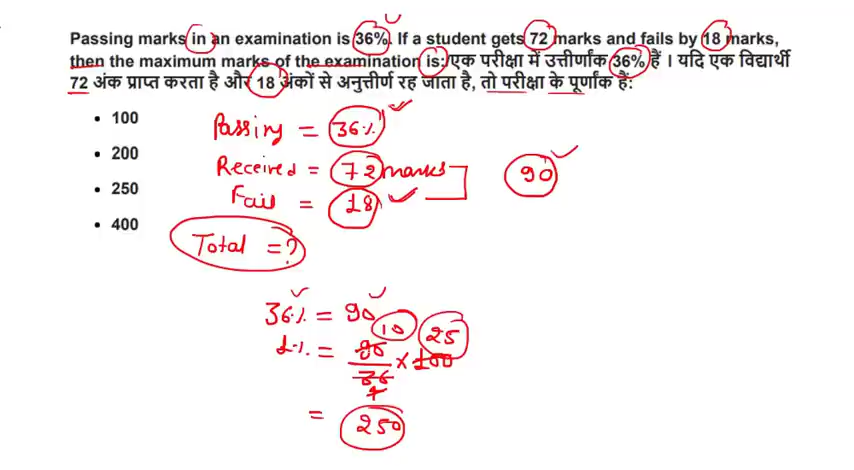 Passing marks in an examination is 36%. If a student gets 72 marks and fails by 18 marks,
then the maximum marks of the examination is: एक परीक्षा में उत्तीर्णांक 36% हैं । यदि एक विद्यार्थी
72 अंक प्राप्त करता है और 18 अंकों से अनुत्तीर्ण रह जाता है, तो परीक्षा के पूर्णांक हैं:
• 100
• 200
• 250
• 400
Passing = 36%
Received = 72 marks
90
Fail = 18
Total = ?
36% = 90
10 25
1% = 90/36 × 100
4
= 250